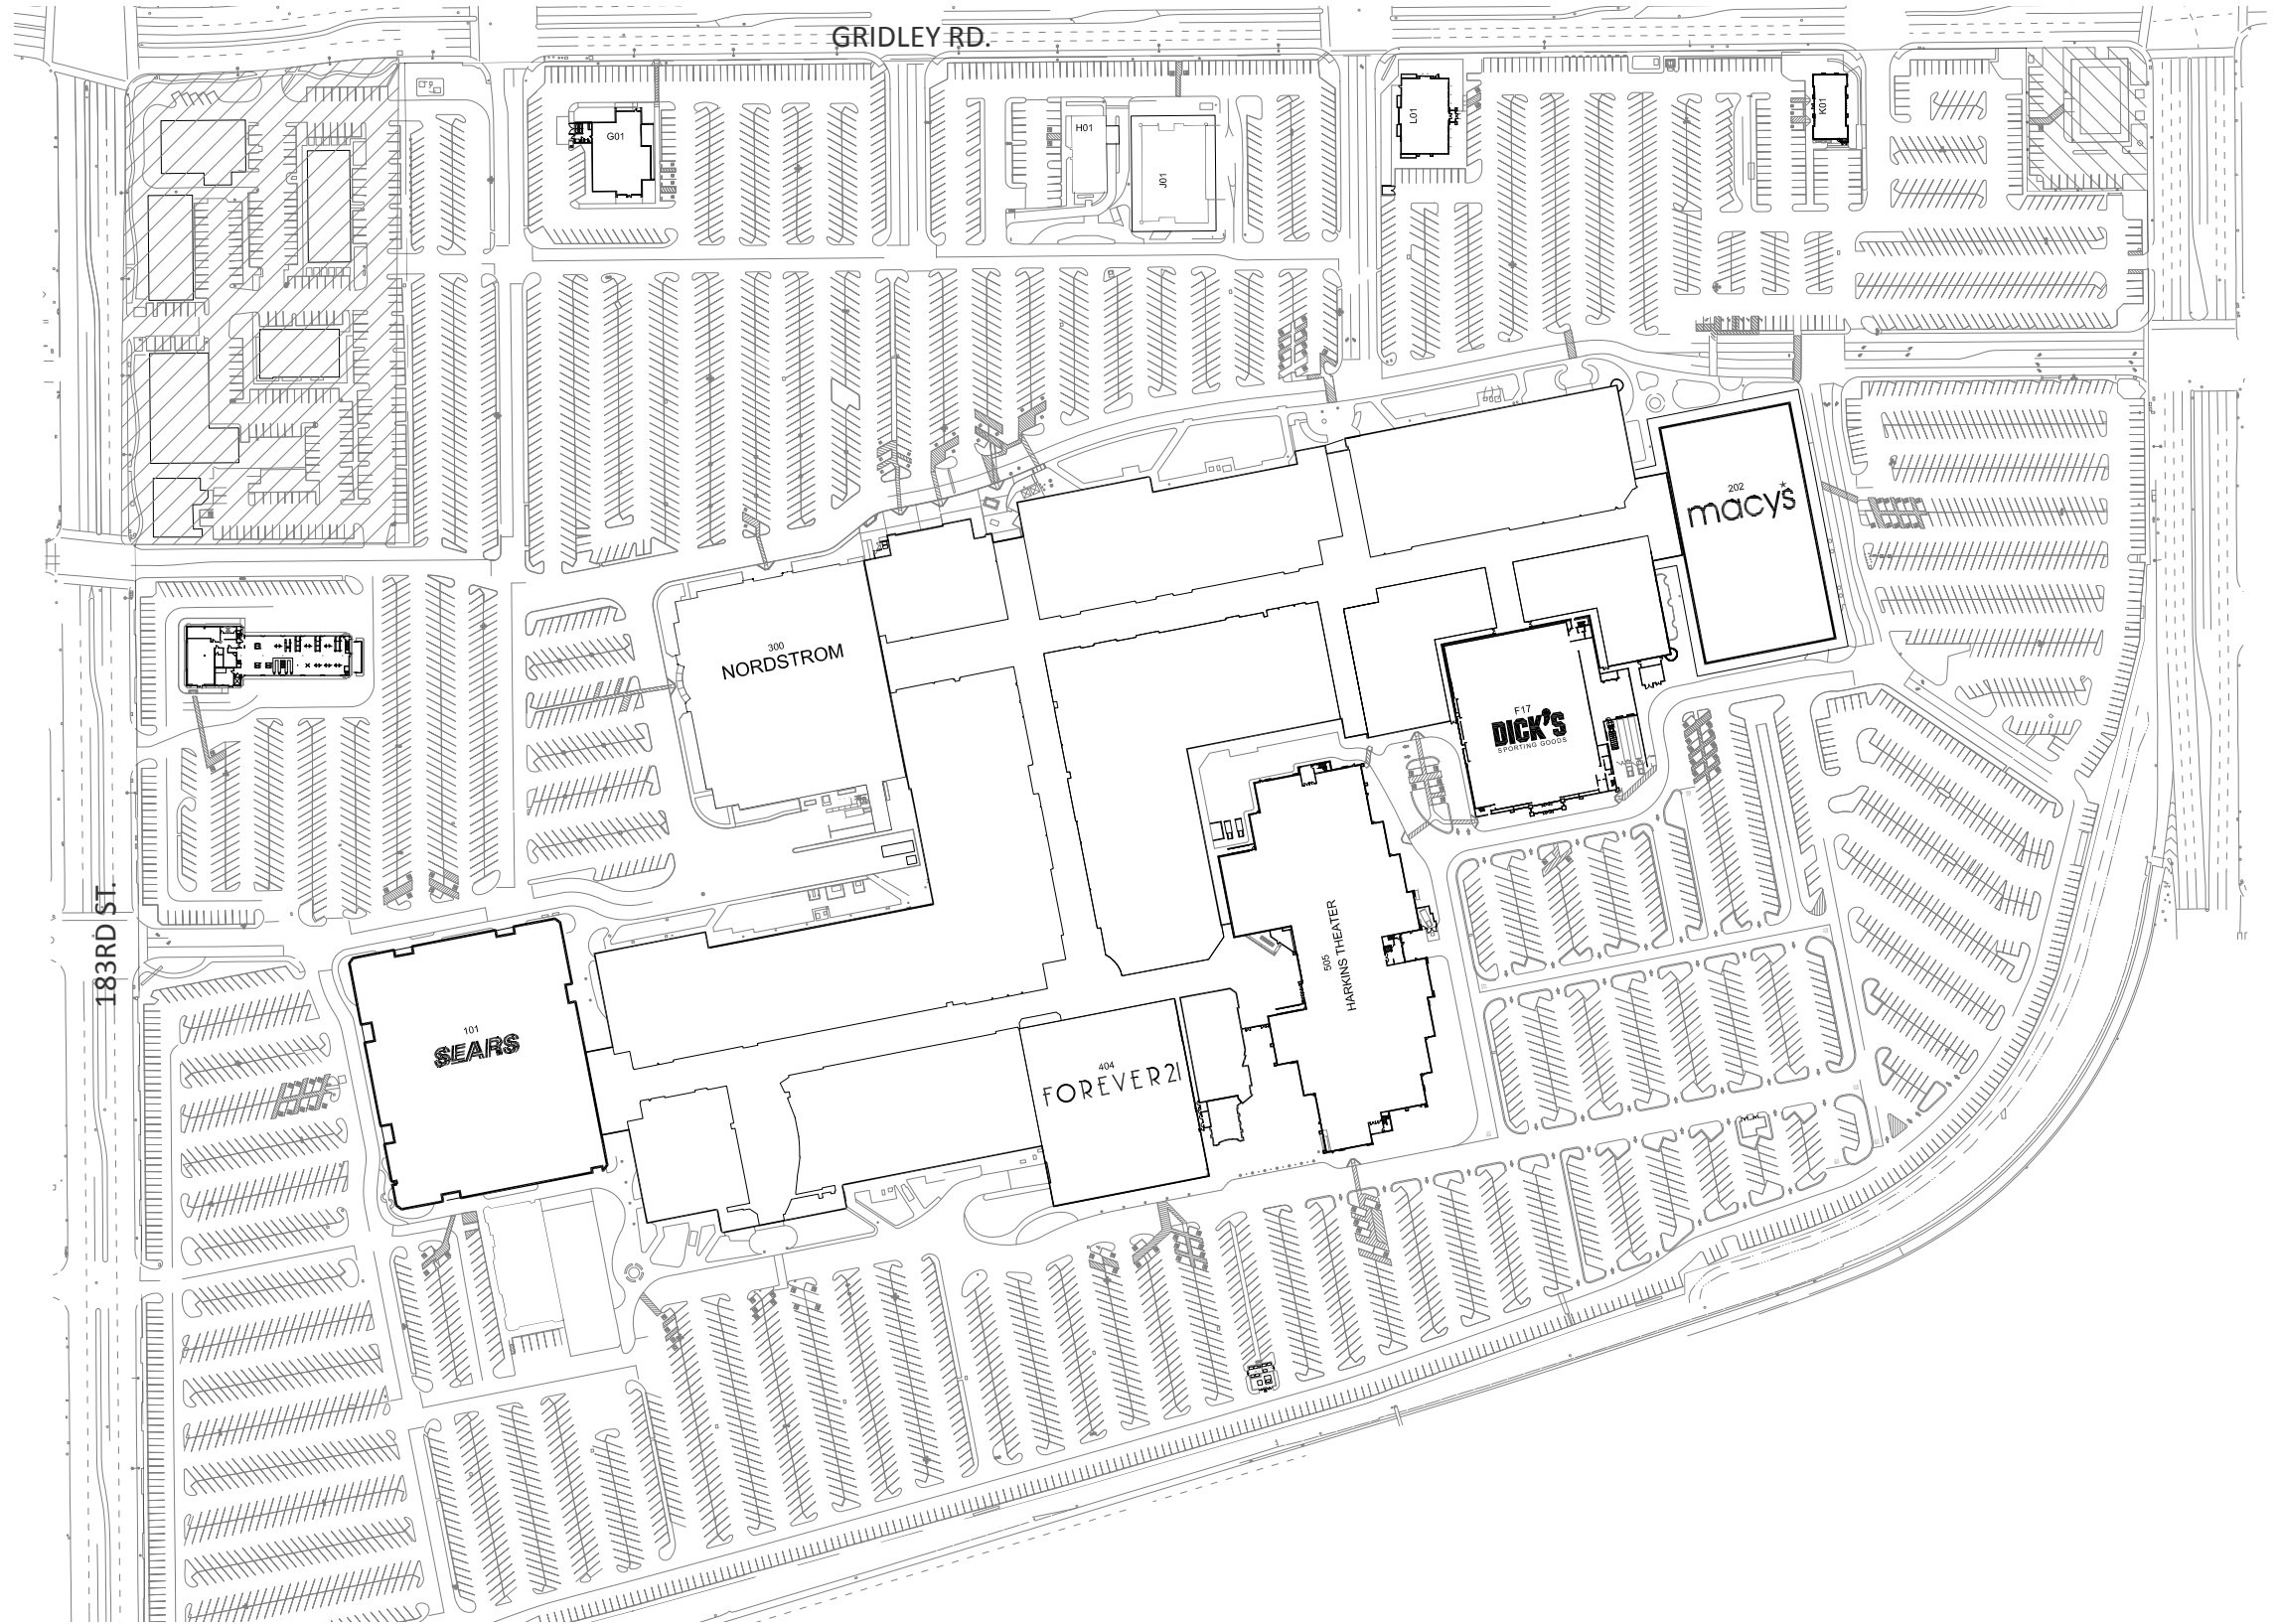 GRIDLEY RD.
G01
H01
J01
L01
K01
202
macy's
300
NORDSTROM
F17
DICK'S
SPORTING GOODS
183RD ST.
505
HARKINS THEATER
101
SEARS
404
FOREVER 21